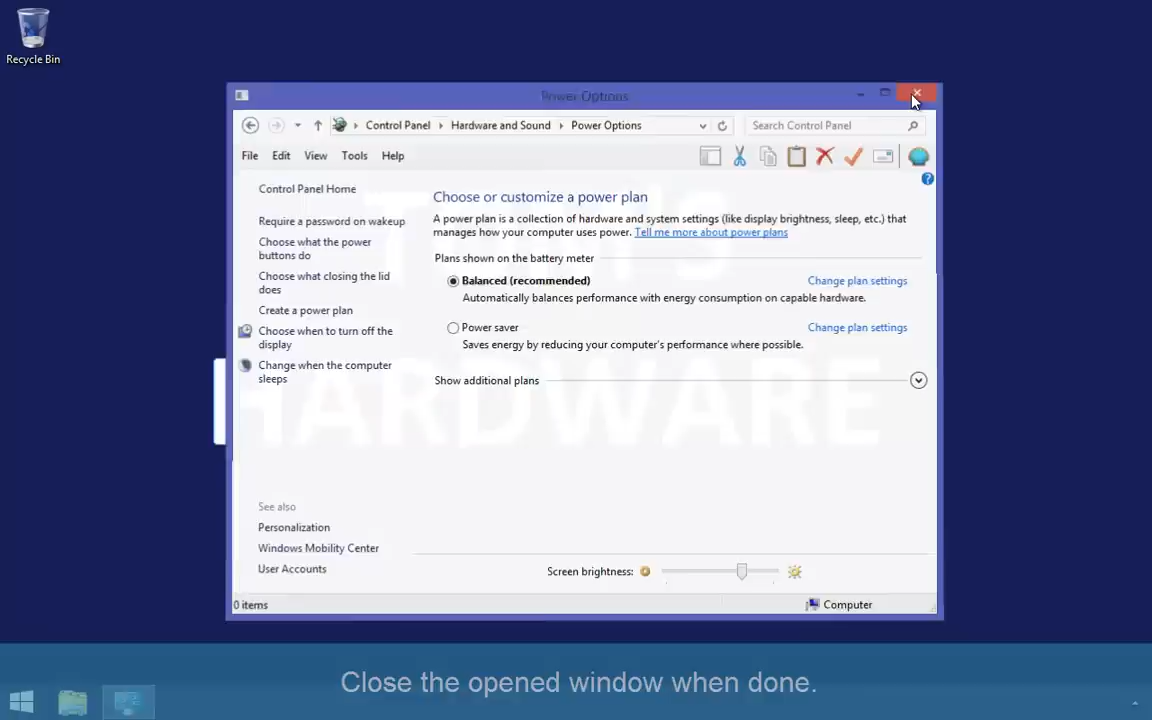 Recycle Bin
Power Options
Control Panel
Hardware and Sound
Power Options
Search Control Panel
File
Edit
View
Tools
Help
Control Panel Home
Require a password on wakeup
Choose what the power
buttons do
Choose what closing the lid
does
Create a power plan
Choose when to turn off the
display
Change when the computer
sleeps
See also
Personalization
Windows Mobility Center
User Accounts
Choose or customize a power plan
A power plan is a collection of hardware and system settings (like display brightness, sleep, etc.) that
manages how your computer uses power. Tell me more about power plans
Plans shown on the battery meter
Balanced (recommended)
Change plan settings
Automatically balances performance with energy consumption on capable hardware.
Power saver
Change plan settings
Saves energy by reducing your computer's performance where possible.
Show additional plans
HARDWARE
Screen brightness:
0 items
Computer
Close the opened window when done.